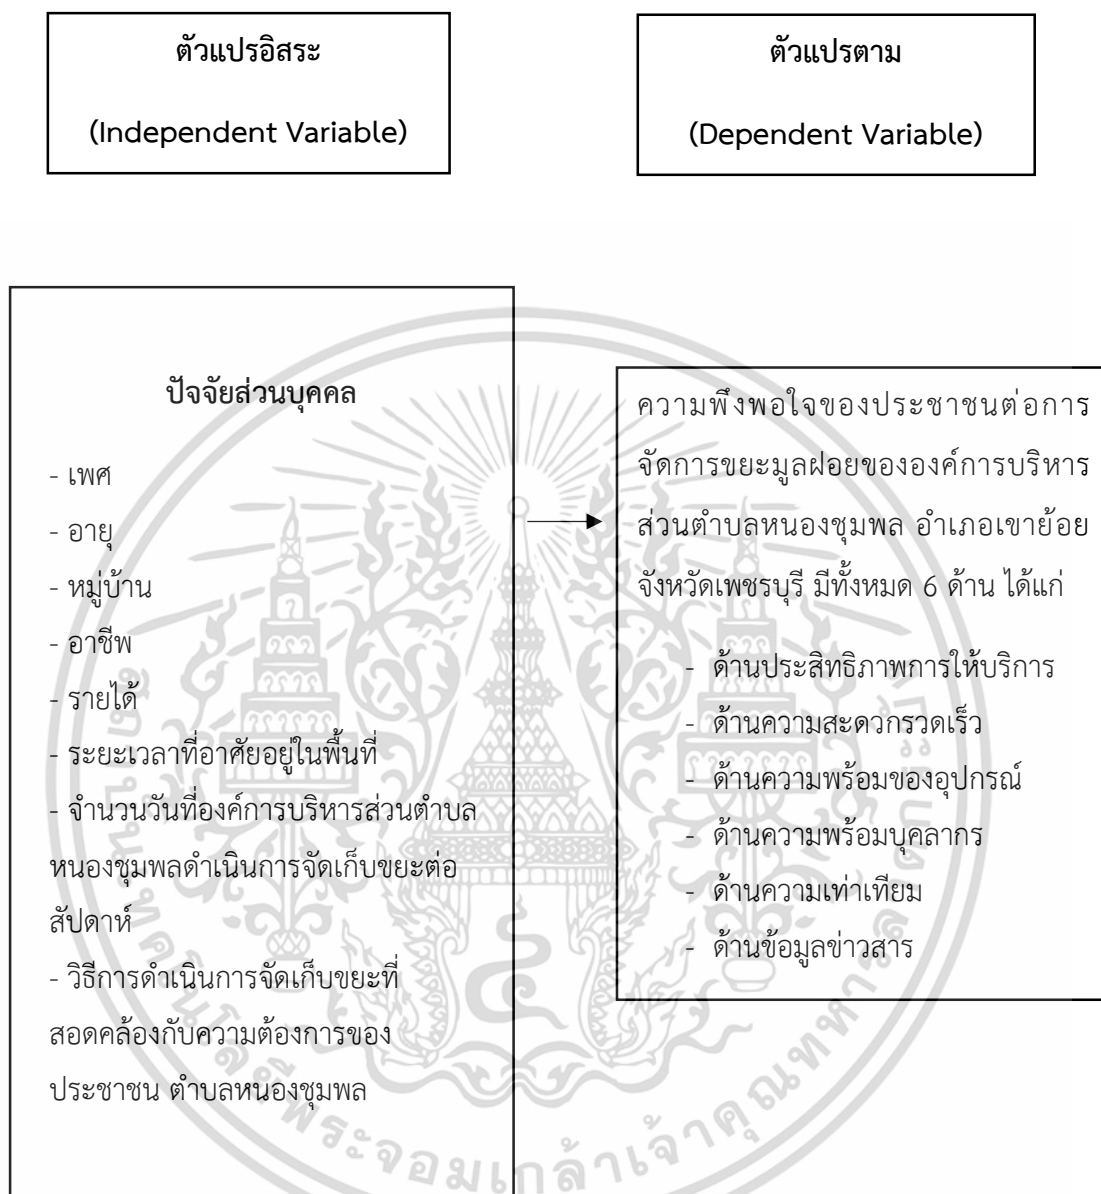 ตัวแปรอิสระ
(Independent Variable)
ตัวแปรตาม
(Dependent Variable)
ปัจจัยส่วนบุคคล
- เพศ
- อายุ
- หมู่บ้าน
- อาชีพ
- รายได้
- ระยะเวลาที่อาศัยอยู่ในพื้นที่
- จำนวนวันที่องค์การบริหารส่วนตำบล
หนองชุมพลดำเนินการจัดเก็บขยะต่อ
สัปดาห์
- วิธีการดำเนินการจัดเก็บขยะที่
สอดคล้องกับความต้องการของ
ประชาชน ตำบลหนองชุมพล
ความพึงพอใจของประชาชนต่อการ
จัดการขยะมูลฝอยขององค์การบริหาร
ส่วนตำบลหนองชุมพล อำเภอเขาย้อย
จังหวัดเพชรบุรี มีทั้งหมด 6 ด้าน ได้แก่
- ด้านประสิทธิภาพการให้บริการ
- ด้านความสะดวกรวดเร็ว
- ด้านความพร้อมของอุปกรณ์
- ด้านความพร้อมบุคลากร
- ด้านความเท่าเทียม
- ด้านข้อมูลข่าวสาร
พระจอมเกล้าเจ้าคุณทหาร